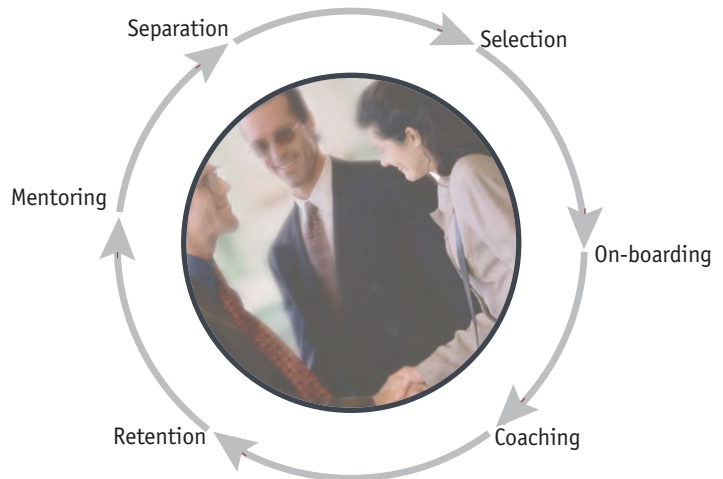 Separation
Selection
Mentoring
On-boarding
Retention
Coaching